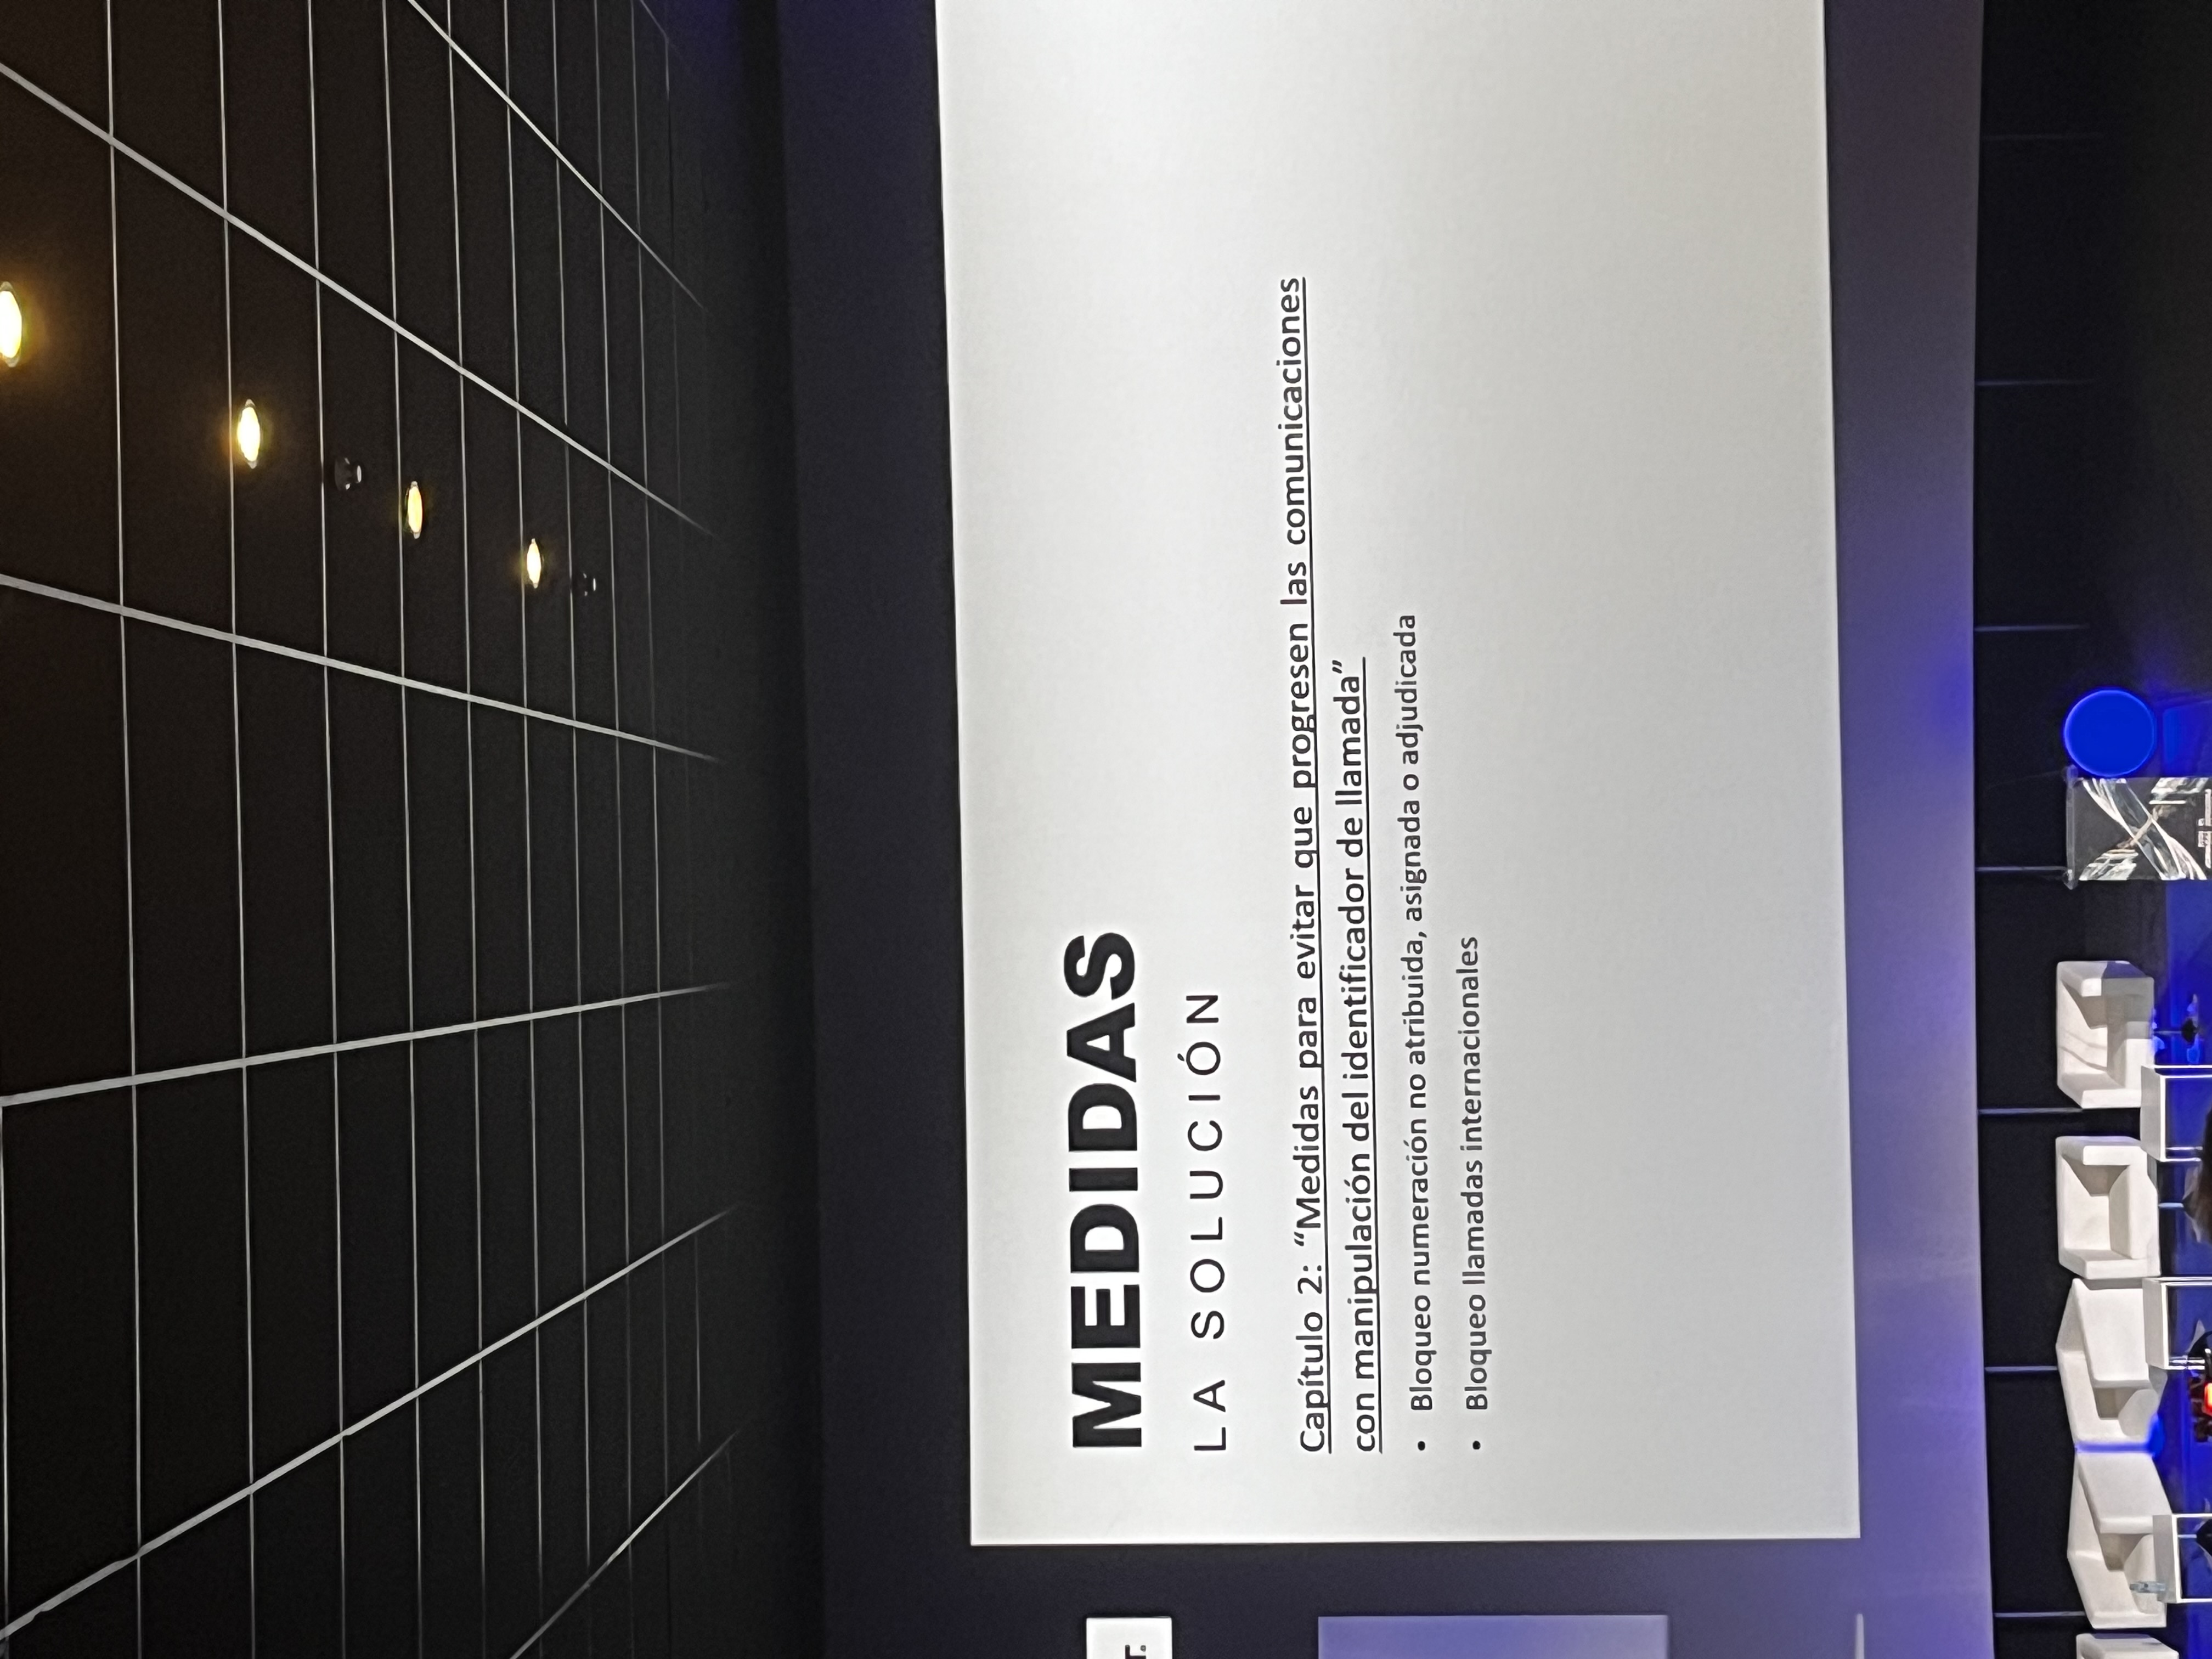 MEDIDAS
LA SOLUCIÓN
Capítulo 2: “Medidas para evitar que progresen las comunicaciones
con manipulación del identificador de llamada”
• Bloqueo numeración no atribuida, asignada o adjudicada
• Bloqueo llamadas internacionales